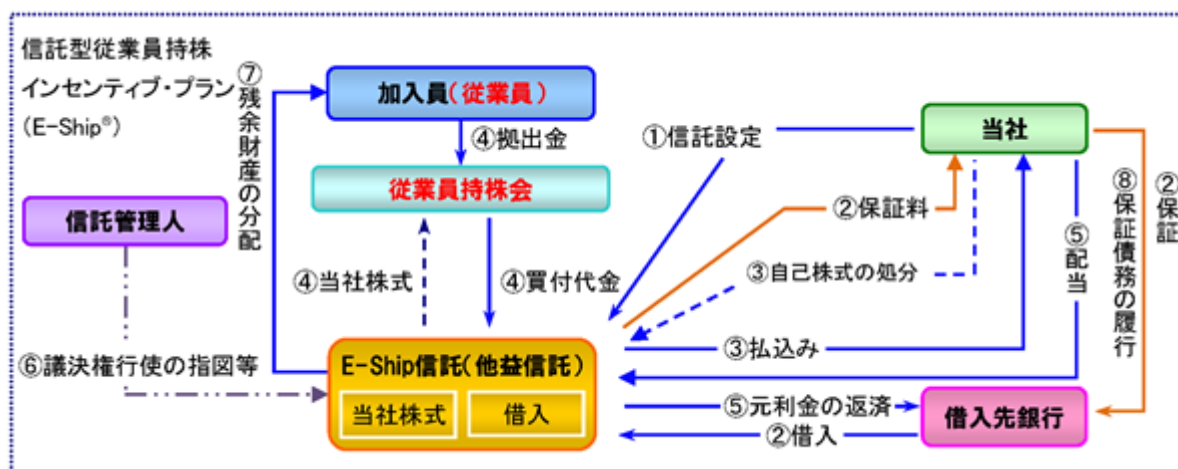 信託型従業員持株
インセンティブ・プラン
(E-Ship®)
⑦残余財産の分配
加入員(従業員)
④拠出金
従業員持株会
信託管理人
④当社株式
④買付代金
⑥議決権行使の指図等
E-Ship信託(他益信託)
当社株式
借入
①信託設定
当社
②保証料
③自己株式の処分
③払込み
⑤配当
⑧保証債務の履行
②保証
⑤元利金の返済
②借入
借入先銀行